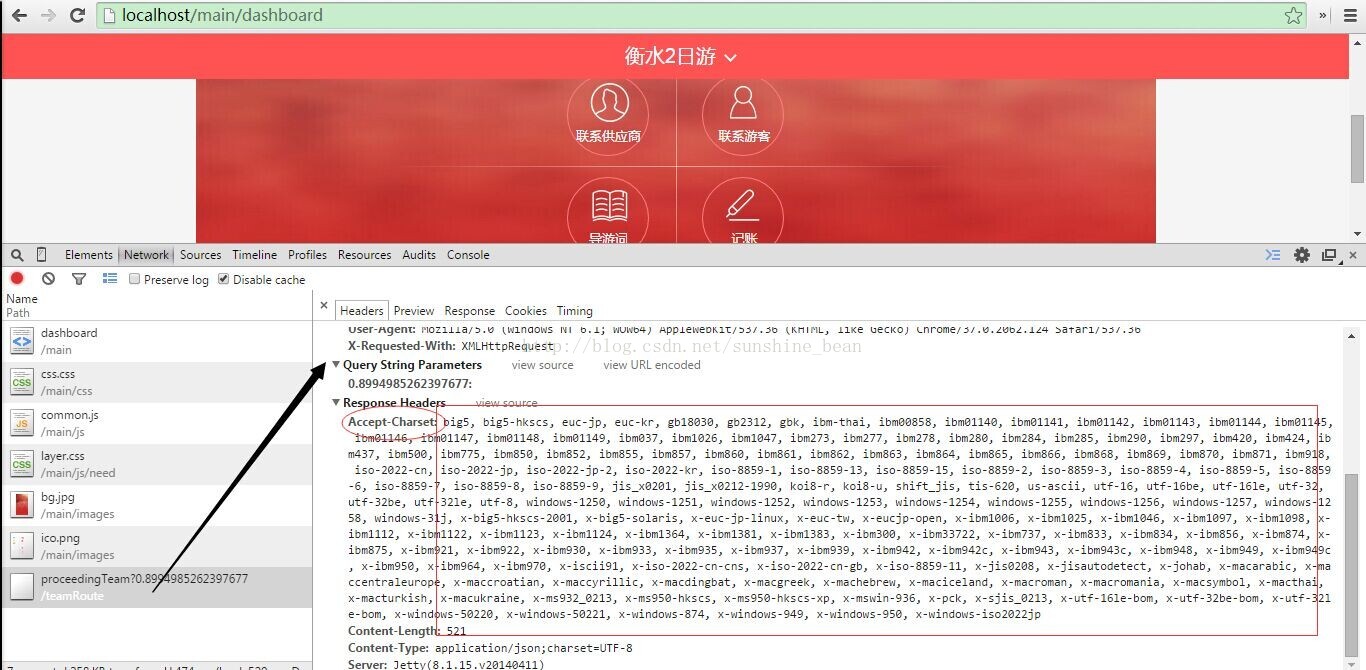 localhost/main/dashboard
»
衡水2日游
联系供应商 联系游客
导游词 记账
Elements Network Sources Timeline Profiles Resources Audits Console
Preserve log Disable cache
Name
Path
dashboard
/main
css.css
/main/css
common.js
/main/js
layer.css
/main/js/need
bg.jpg
/main/images
ico.png
/main/images
proceedingTeam?0.8994985262397677
/teamRoute
× Headers Preview Response Cookies Timing
User-Agent: Mozilla/5.0 (Windows NT 6.1; WOW64) AppleWebKit/537.36 (KHTML, like Gecko) Chrome/37.0.2062.124 Safari/537.36
X-Requested-With: XMLHttpRequest
http://blog.csdn.net/sunshine_bean
Query String Parameters view source view URL encoded
0.8994985262397677:
Response Headers view source
Accept-Charset: big5, big5-hkscs, euc-jp, euc-kr, gb18030, gb2312, gbk, ibm-thai, ibm00858, ibm01140, ibm01141, ibm01142, ibm01143, ibm01144, ibm01145,
ibm01146, ibm01147, ibm01148, ibm01149, ibm037, ibm1026, ibm1047, ibm273, ibm277, ibm278, ibm280, ibm284, ibm285, ibm290, ibm297, ibm420, ibm424, ib
m437, ibm500, ibm775, ibm850, ibm852, ibm855, ibm857, ibm860, ibm861, ibm862, ibm863, ibm864, ibm865, ibm866, ibm868, ibm869, ibm870, ibm871, ibm918,
iso-2022-cn, iso-2022-jp, iso-2022-jp-2, iso-2022-kr, iso-8859-1, iso-8859-13, iso-8859-15, iso-8859-2, iso-8859-3, iso-8859-4, iso-8859-5, iso-8859
-6, iso-8859-7, iso-8859-8, iso-8859-9, jis_x0201, jis_x0212-1990, koi8-r, koi8-u, shift_jis, tis-620, us-ascii, utf-16, utf-16be, utf-16le, utf-32,
utf-32be, utf-32le, utf-8, windows-1250, windows-1251, windows-1252, windows-1253, windows-1254, windows-1255, windows-1256, windows-1257, windows-12
58, windows-31j, x-big5-hkscs-2001, x-big5-solaris, x-euc-jp-linux, x-euc-tw, x-eucjp-open, x-ibm1006, x-ibm1025, x-ibm1046, x-ibm1097, x-ibm1098, x-
ibm1112, x-ibm1122, x-ibm1123, x-ibm1124, x-ibm1364, x-ibm1381, x-ibm1383, x-ibm300, x-ibm33722, x-ibm737, x-ibm833, x-ibm834, x-ibm856, x-ibm874, x-
ibm875, x-ibm921, x-ibm922, x-ibm930, x-ibm933, x-ibm935, x-ibm937, x-ibm939, x-ibm942, x-ibm942c, x-ibm943, x-ibm943c, x-ibm948, x-ibm949, x-ibm949c
, x-ibm950, x-ibm964, x-ibm970, x-iscii91, x-iso-2022-cn-cns, x-iso-2022-cn-gb, x-iso-8859-11, x-jis0208, x-jisautodetect, x-johab, x-macarabic, x-ma
ccentraleurope, x-maccroatian, x-maccyrillic, x-macdingbat, x-macgreek, x-machebrew, x-maciceland, x-macroman, x-macromania, x-macsymbol, x-macthai,
x-macturkish, x-macukraine, x-ms932_0213, x-ms950-hkscs, x-ms950-hkscs-xp, x-mswin-936, x-pck, x-sjis_0213, x-utf-16le-bom, x-utf-32be-bom, x-utf-32l
e-bom, x-windows-50220, x-windows-50221, x-windows-874, x-windows-949, x-windows-950, x-windows-iso2022jp
Content-Length: 521
Content-Type: application/json;charset=UTF-8
Server: Jetty(8.1.15.v20140411)